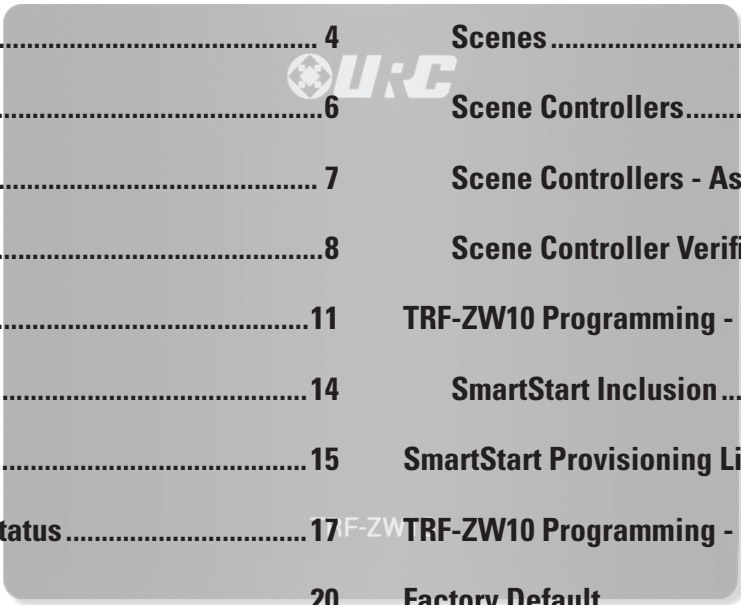 4
6
7
8
11
14
15
17
20
URC
Scenes
Scene Controllers
Scene Controllers - As
Scene Controller Verifi
TRF-ZW10 Programming -
SmartStart Inclusion
SmartStart Provisioning Li
TRF-ZW10 Programming -
Factory Default